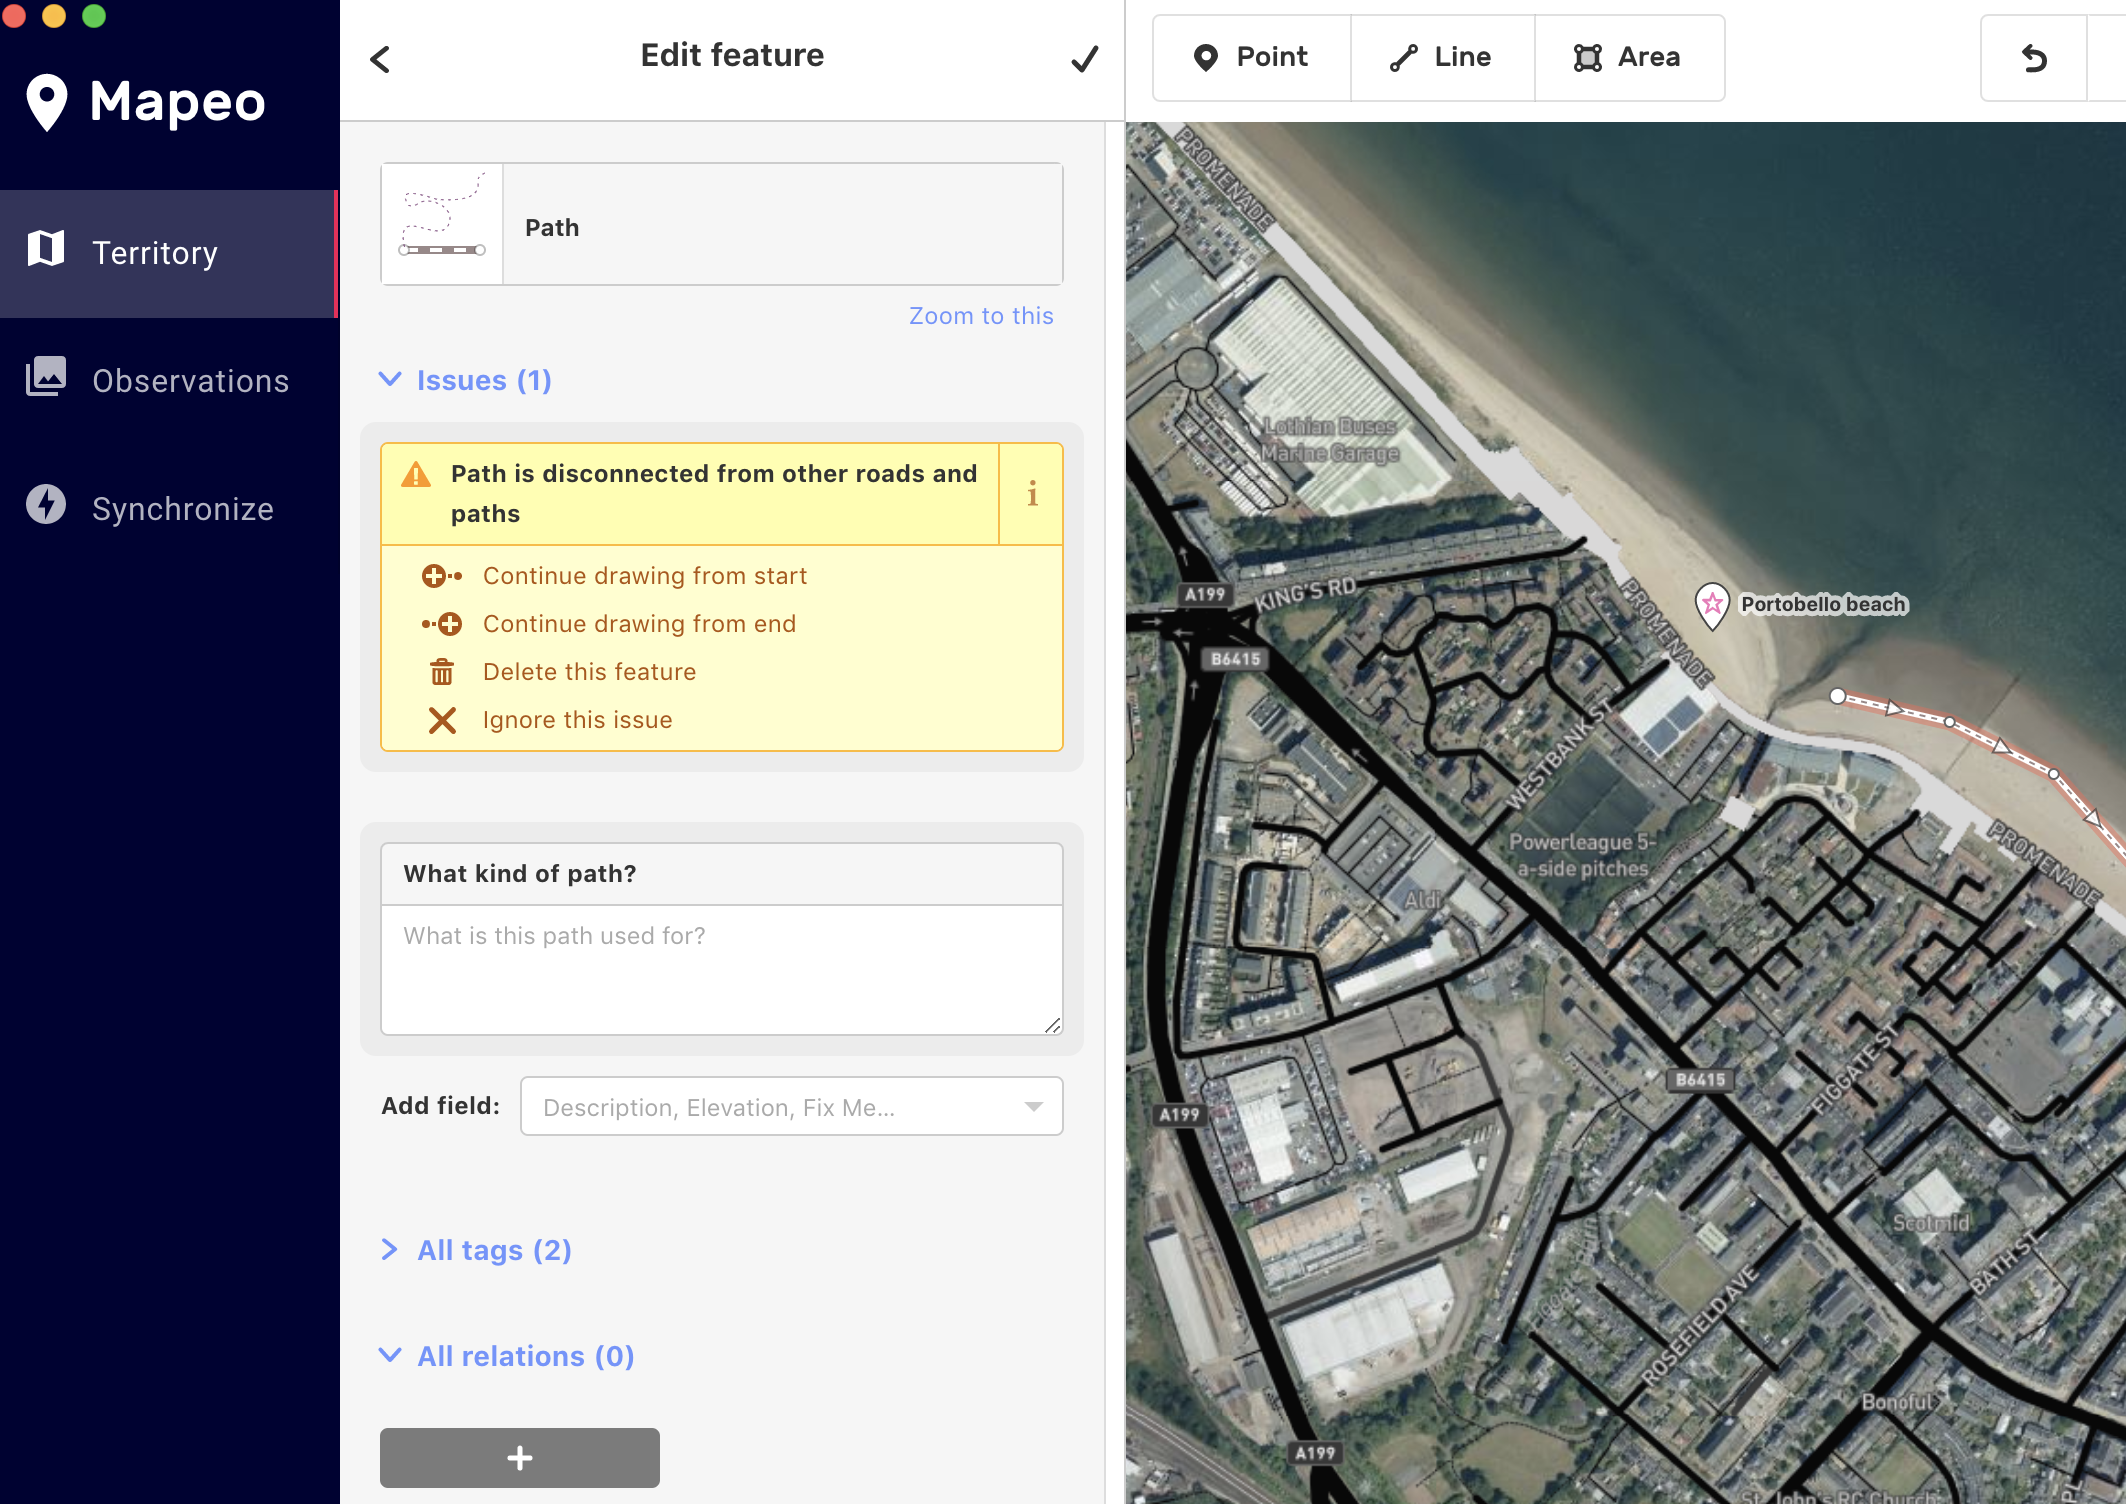 Mapeo
Territory
Observations
Synchronize
Edit feature
Path
Zoom to this
Issues (1)
Path is disconnected from other roads and
paths
i
Continue drawing from start
Continue drawing from end
Delete this feature
Ignore this issue
What kind of path?
What is this path used for?
Add field:
Description, Elevation, Fix Me...
All tags (2)
All relations (0)
+
Point
Line
Area
PROMENADE
Lothian Buses
Marine Garage
A199
KING'S RD
B6415
PROMENADE
Portobello beach
WESTBANK ST
Powerleague 5-
a-side pitches
Aldi
PROMENADE
B6415
FIGGATE ST
A199
Scotmid
BATH ST
ROSEFIELD AVE
Bonoful
A199
St. John's RC Church
PL